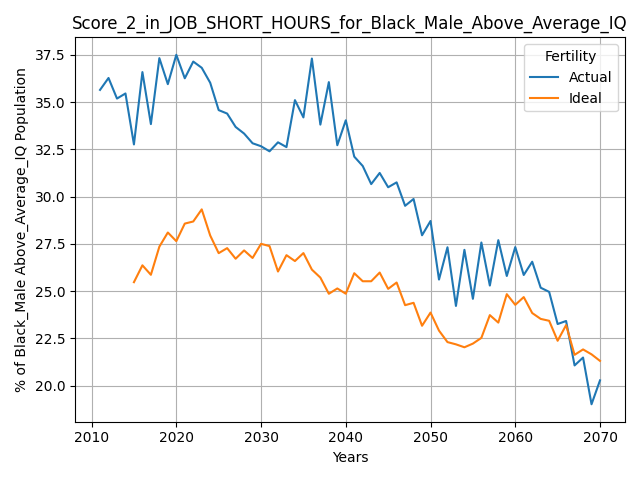 Score_2_in_JOB_SHORT_HOURS_for_Black_Male_Above_Average_IQ
Fertility
Actual
Ideal
% of Black_Male Above_Average_IQ Population
37.5
35.0
32.5
30.0
27.5
25.0
22.5
20.0
2010 2020 2030 2040 2050 2060 2070
Years